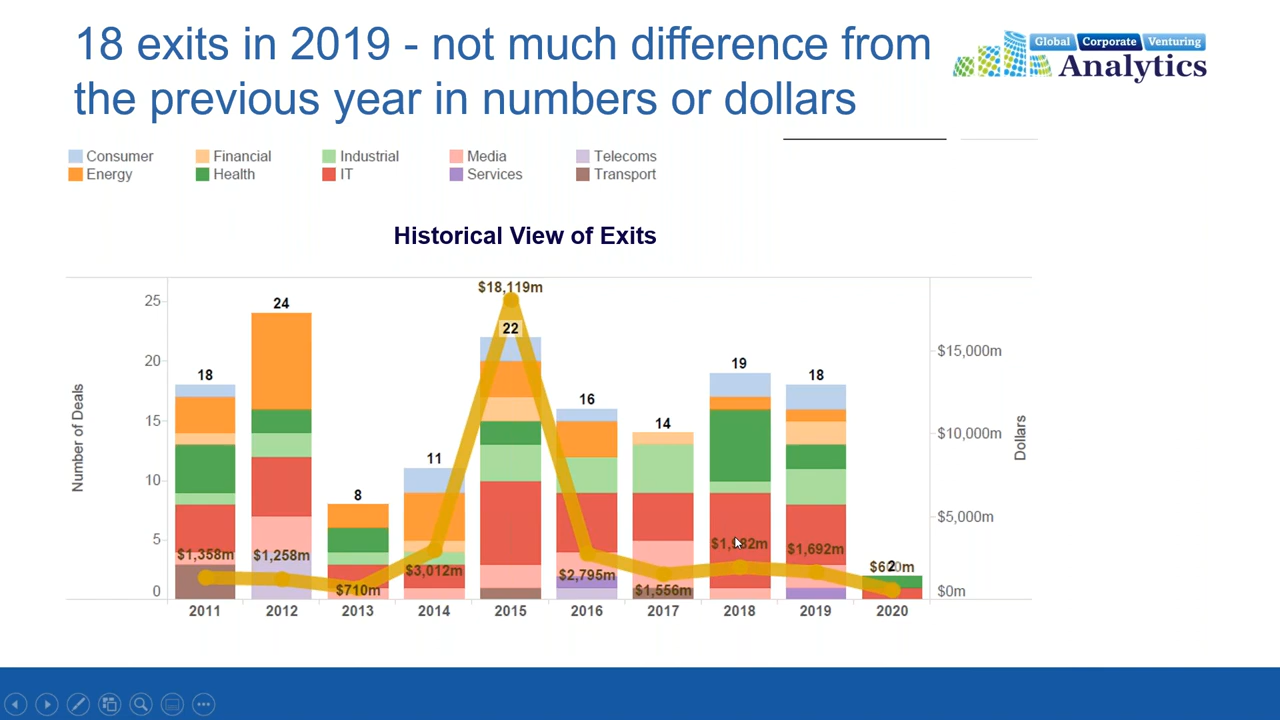 18 exits in 2019 - not much difference from
the previous year in numbers or dollars
Global Corporate Venturing
Analytics
Consumer Financial Industrial Media Telecoms
Energy Health IT Services Transport
Historical View of Exits
Number of Deals
25
20
15
10
5
0
18
24
8
11
$18,119m
22
16
14
19
18
2
$1,358m
$1,258m
$710m
$3,012m
$2,795m
$1,556m
$1,692m
$15,000m
$10,000m
$5,000m
$0m
Dollars
2011 2012 2013 2014 2015 2016 2017 2018 2019 2020